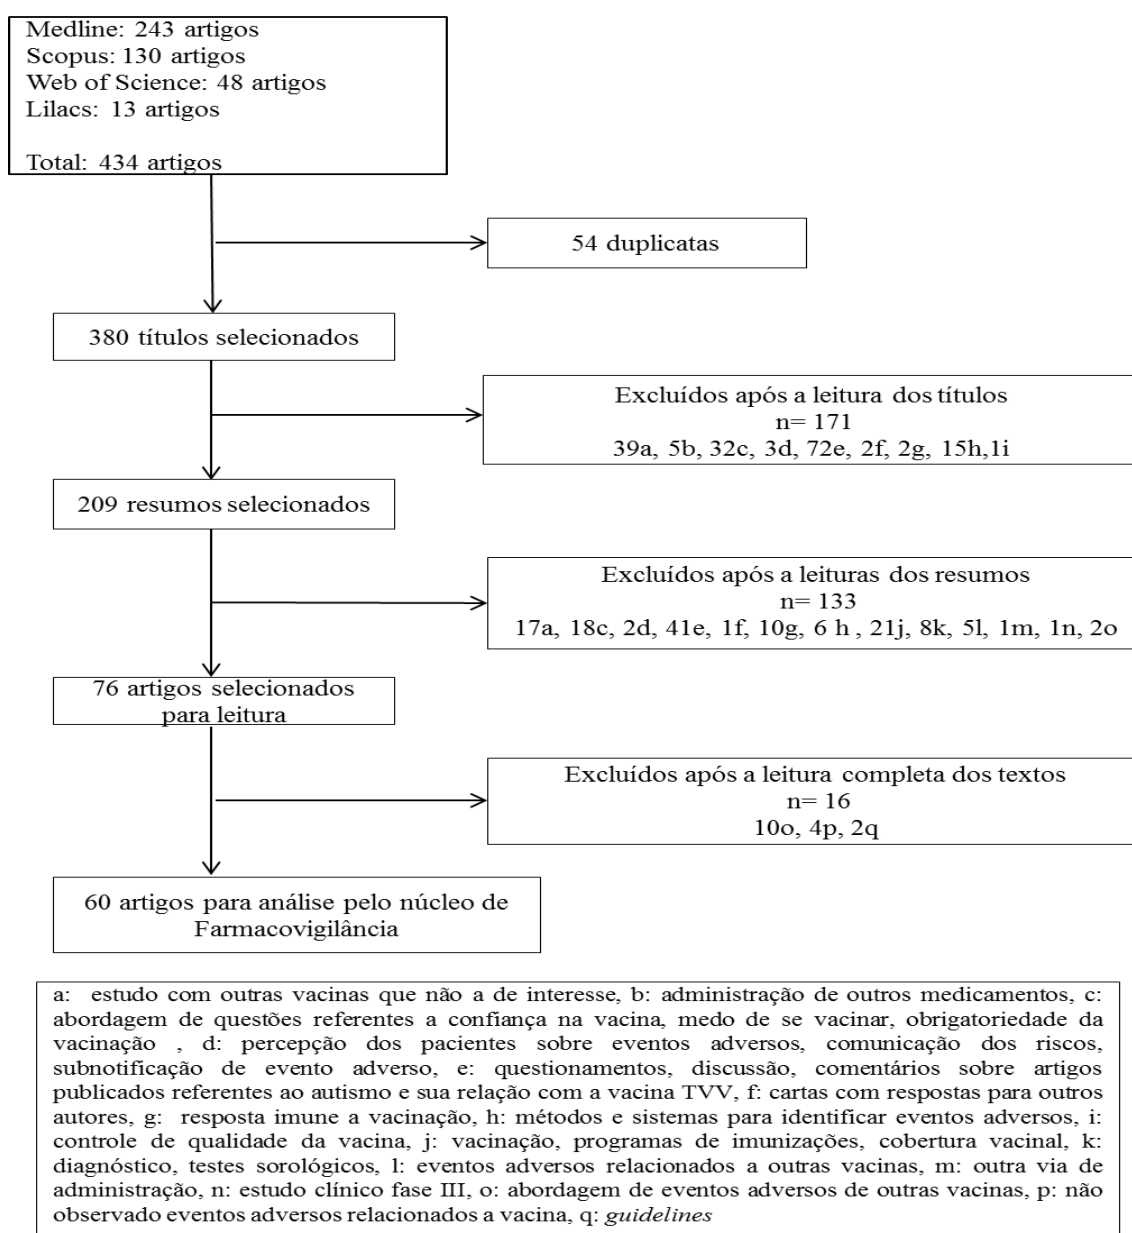 Medline: 243 artigos
Scopus: 130 artigos
Web of Science: 48 artigos
Lilacs: 13 artigos
Total: 434 artigos
54 duplicatas
380 títulos selecionados
Excluídos após a leitura dos títulos
n= 171
39a, 5b, 32c, 3d, 72e, 2f, 2g, 15h,1i
209 resumos selecionados
Excluídos após a leituras dos resumos
n= 133
17a, 18c, 2d, 41e, 1f, 10g, 6 h , 21j, 8k, 5l, 1m, 1n, 2o
76 artigos selecionados
para leitura
Excluídos após a leitura completa dos textos
n= 16
10o, 4p, 2q
60 artigos para análise pelo núcleo de
Farmacovigilância
a: estudo com outras vacinas que não a de interesse, b: administração de outros medicamentos, c:
abordagem de questões referentes a confiança na vacina, medo de se vacinar, obrigatoriedade da
vacinação , d: percepção dos pacientes sobre eventos adversos, comunicação dos riscos,
subnotificação de evento adverso, e: questionamentos, discussão, comentários sobre artigos
publicados referentes ao autismo e sua relação com a vacina TVV, f: cartas com respostas para outros
autores, g: resposta imune a vacinação, h: métodos e sistemas para identificar eventos adversos, i:
controle de qualidade da vacina, j: vacinação, programas de imunizações, cobertura vacinal, k:
diagnóstico, testes sorológicos, l: eventos adversos relacionados a outras vacinas, m: outra via de
administração, n: estudo clínico fase III, o: abordagem de eventos adversos de outras vacinas, p: não
observado eventos adversos relacionados a vacina, q: guidelines